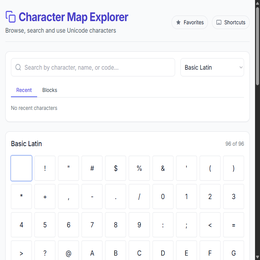 Character Map Explorer
Browse, search and use Unicode characters
Favorites
Shortcuts
Search by character, name, or code...
Basic Latin
Recent
Blocks
No recent characters
Basic Latin
96 of 96
! " # $ % & ' ( )
* + , - . / 0 1 2 3
4 5 6 7 8 9 : ; < =
> ? @ A B C D E F G